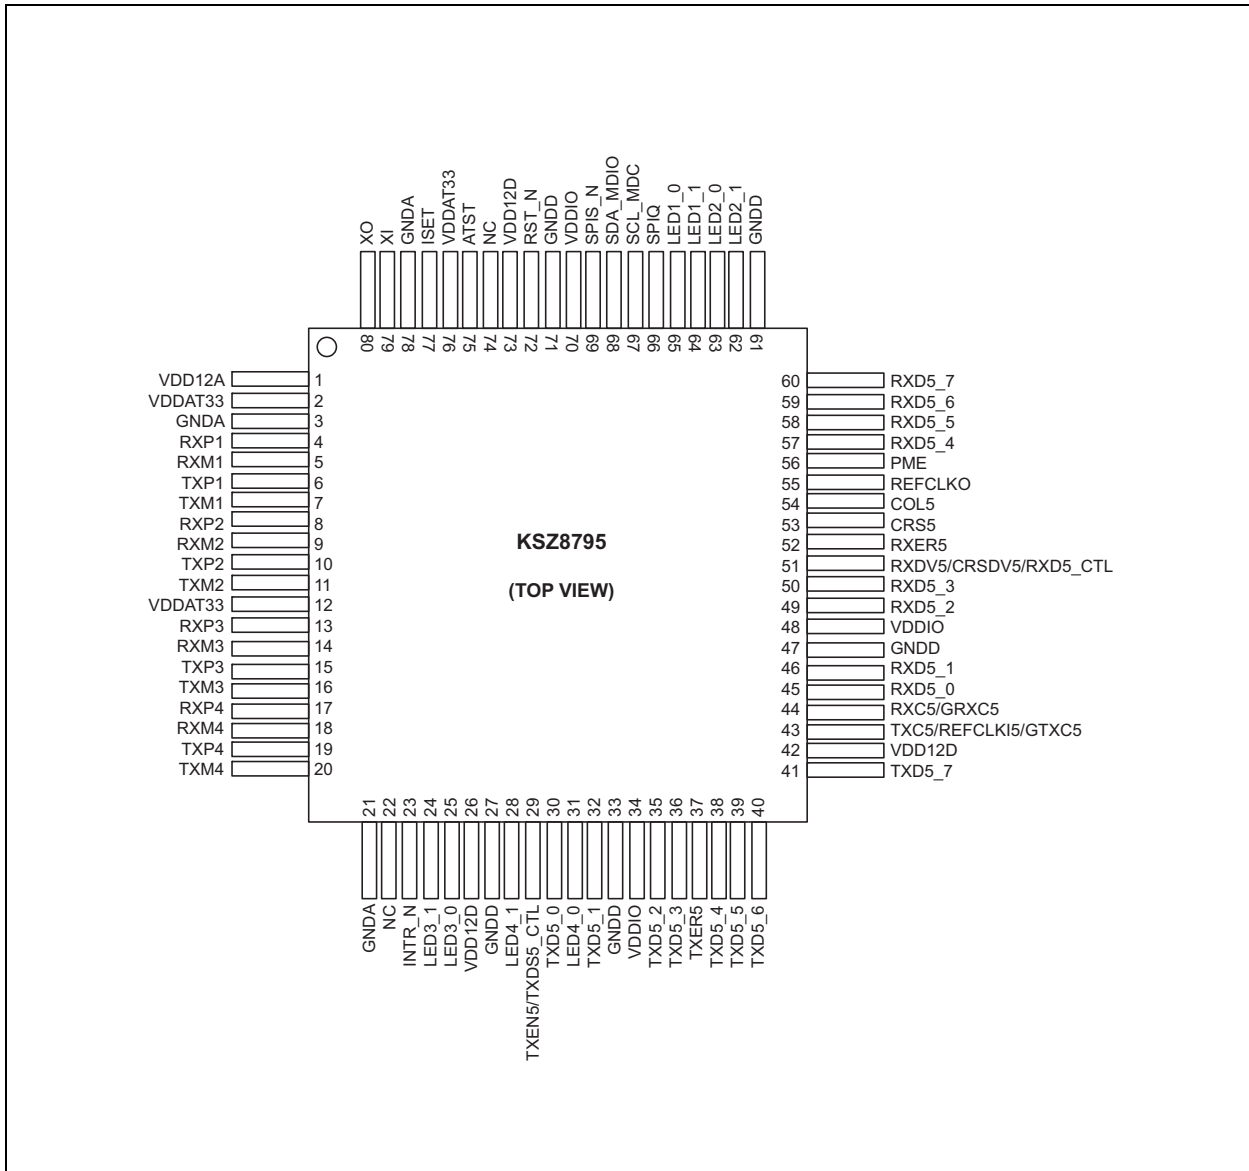 XO
XI
GNDA
ISET
VDDAT33
ATST
NC
VDD12D
RST_N
GNDD
VDDIO
SPIS_N
SDA_MDIO
SCL_MDC
SPIQ
LED1_0
LED1_1
LED2_0
LED2_1
GNDD
80
79
78
77
76
75
74
73
72
71
70
69
68
67
66
65
64
63
62
61
VDD12A 1
VDDAT33 2
GNDA 3
RXP1 4
RXM1 5
TXP1 6
TXM1 7
RXP2 8
RXM2 9
TXP2 10
TXM2 11
VDDAT33 12
RXP3 13
RXM3 14
TXP3 15
TXM3 16
RXP4 17
RXM4 18
TXP4 19
TXM4 20
KSZ8795
(TOP VIEW)
60 RXD5_7
59 RXD5_6
58 RXD5_5
57 RXD5_4
56 PME
55 REFCLKO
54 COL5
53 CRS5
52 RXER5
51 RXDV5/CRSDV5/RXD5_CTL
50 RXD5_3
49 RXD5_2
48 VDDIO
47 GNDD
46 RXD5_1
45 RXD5_0
44 RXC5/GRXC5
43 TXC5/REFCLKI5/GTXC5
42 VDD12D
41 TXD5_7
21
22
23
24
25
26
27
28
29
30
31
32
33
34
35
36
37
38
39
40
GNDA
NC
INTR_N
LED3_1
LED3_0
VDD12D
GNDD
LED4_1
TXEN5/TXDS5_CTL
TXD5_0
LED4_0
TXD5_1
GNDD
VDDIO
TXD5_2
TXD5_3
TXER5
TXD5_4
TXD5_5
TXD5_6